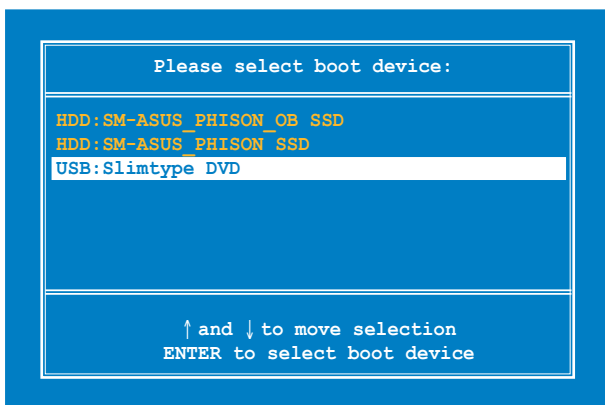 Please select boot device:
HDD:SM-ASUS_PHISON_OB SSD
HDD:SM-ASUS_PHISON SSD
USB:Slimtype DVD
↑ and ↓ to move selection
ENTER to select boot device